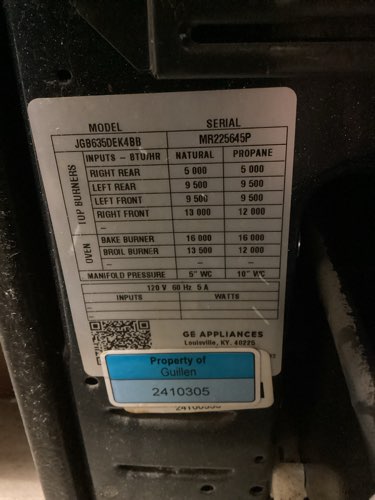 MODEL SERIAL
JGB635DEK4BB MR225645P
INPUTS - BTU/HR NATURAL PROPANE
TOP BURNERS
RIGHT REAR 5 000 5 000
LEFT REAR 9 500 9 500
LEFT FRONT 9 500 9 500
RIGHT FRONT 13 000 12 000
– – –
OVEN
BAKE BURNER 16 000 16 000
BROIL BURNER 13 500 12 000
– – –
MANIFOLD PRESSURE 5" WC 10" WC
120 V 60 Hz 5 A
INPUTS WATTS
– –
– –
GE APPLIANCES
Louisville, KY. 40225
Property of
Guillen
2410305